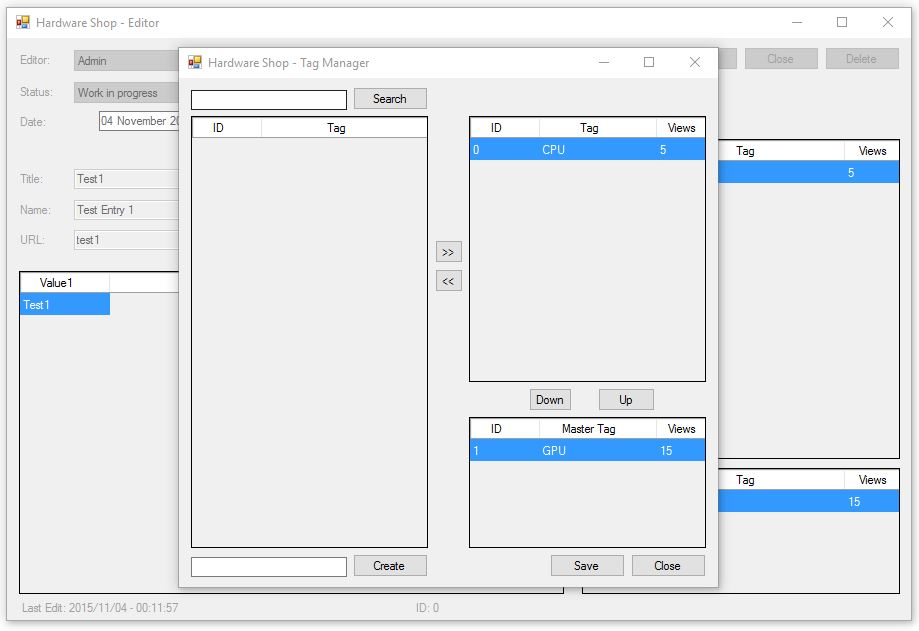 Hardware Shop - Editor
Editor: Admin
Close Delete
Status: Work in progress
Date: 04 November 20
Title: Test1
Name: Test Entry 1
URL: test1
Value1
Test1
Tag Views
5
Tag Views
15
Last Edit: 2015/11/04 - 00:11:57 ID: 0
Hardware Shop - Tag Manager
Search
ID Tag
ID Tag Views
0 CPU 5
>>
<<
Down Up
ID Master Tag Views
1 GPU 15
Create
Save Close